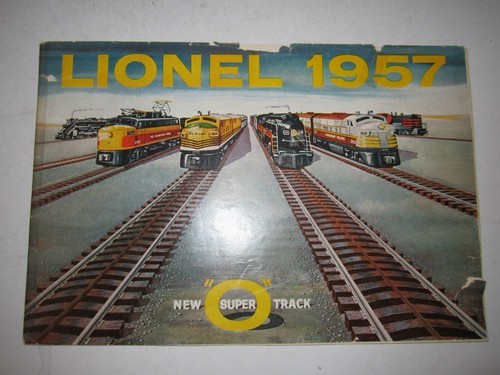 LIONEL 1957
NEW "SUPER O" TRACK